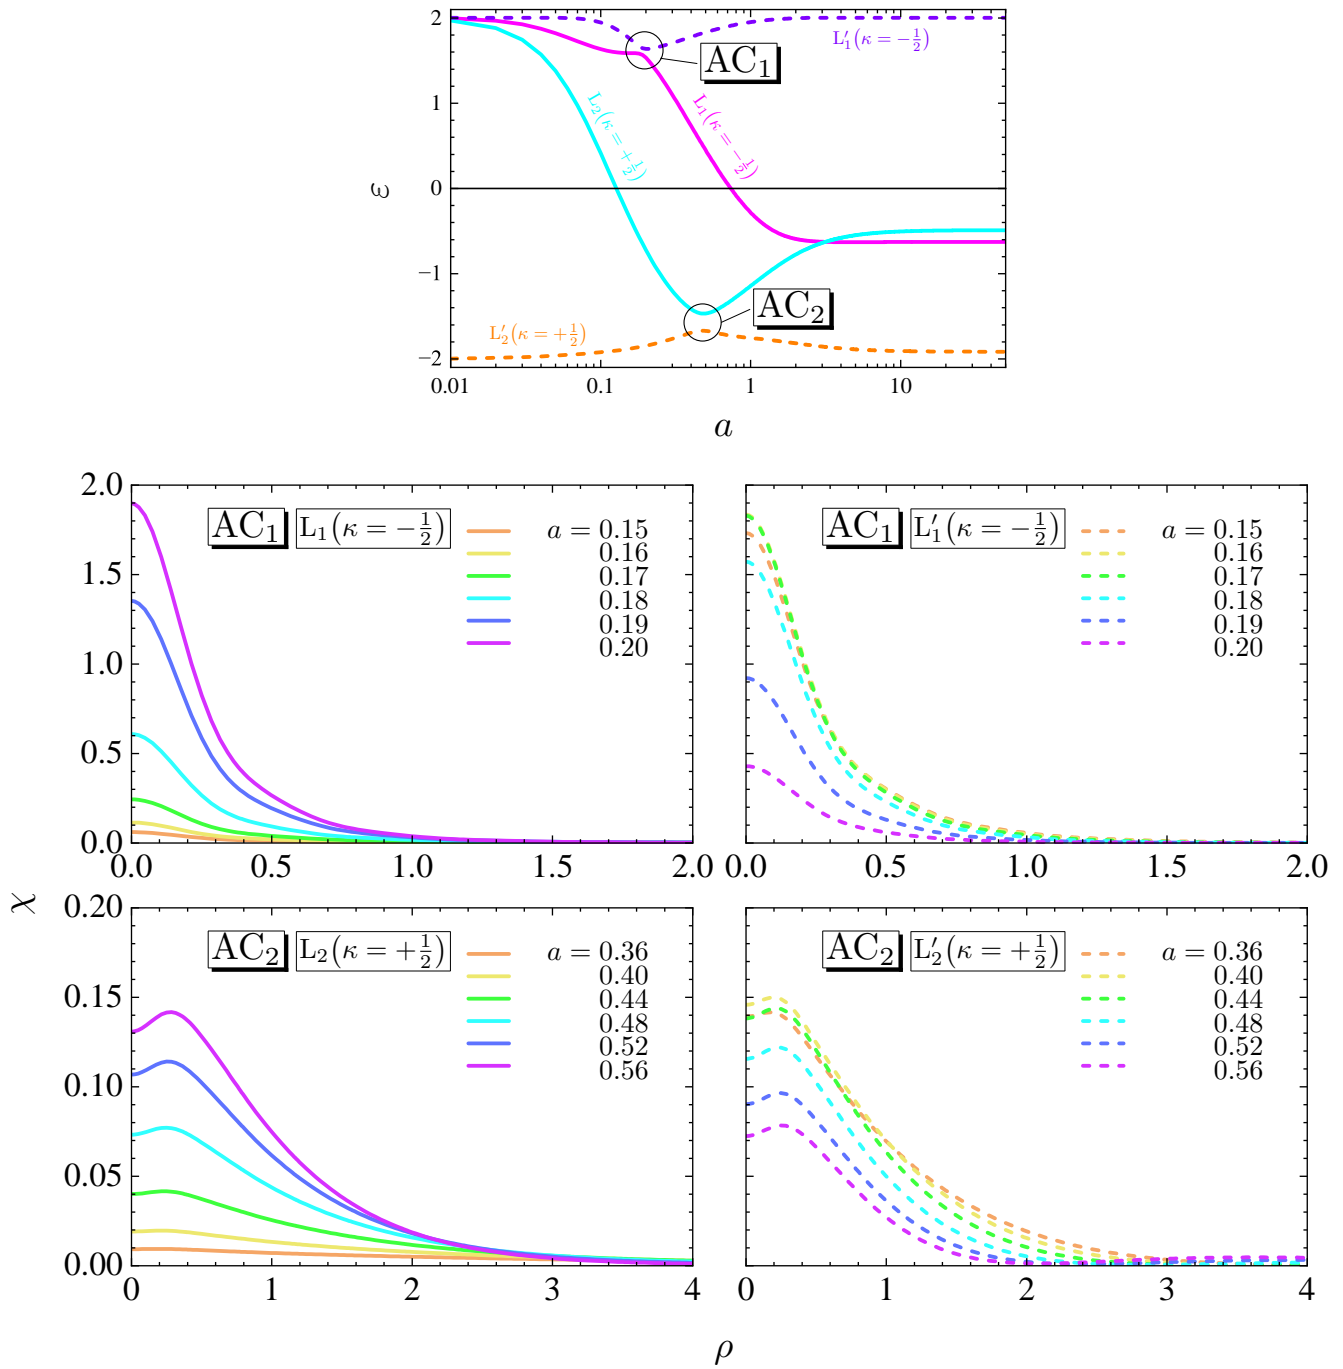 2
1
0
−1
−2
ε
0.01
0.1
1
10
a
L′₁(κ = −½)
AC₁
L₂(κ = +½)
L₁(κ = −½)
AC₂
L′₂(κ = +½)
2.0
1.5
1.0
0.5
0.0
AC₁ L₁(κ = −½)
a = 0.15
0.16
0.17
0.18
0.19
0.20
0.0 0.5 1.0 1.5 2.0
AC₁ L′₁(κ = −½)
a = 0.15
0.16
0.17
0.18
0.19
0.20
0.0 0.5 1.0 1.5 2.0
χ
0.20
0.15
0.10
0.05
0.00
AC₂ L₂(κ = +½)
a = 0.36
0.40
0.44
0.48
0.52
0.56
0 1 2 3 4
AC₂ L′₂(κ = +½)
a = 0.36
0.40
0.44
0.48
0.52
0.56
0 1 2 3 4
ρ